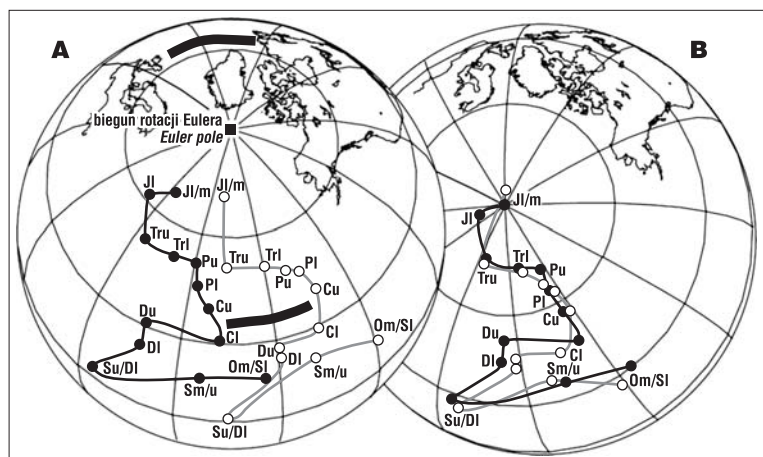 A
B
biegun rotacji Eulera
Euler pole
Jl
Jl/m
Jl/m
Tru
Trl
Pu
Pl
Cu
Cl
Du
Dl
Su/Dl
Sm/u
Om/Sl
Tru
Trl
Pu
Pl
Cu
Cl
Du
Dl
Sm/u
Om/Sl
Su/Dl
Jl/m
Jl
Tru
Trl
Pu
Pl
Cu
Cl
Du
Dl
Sm/u
Om/Sl
Su/Dl